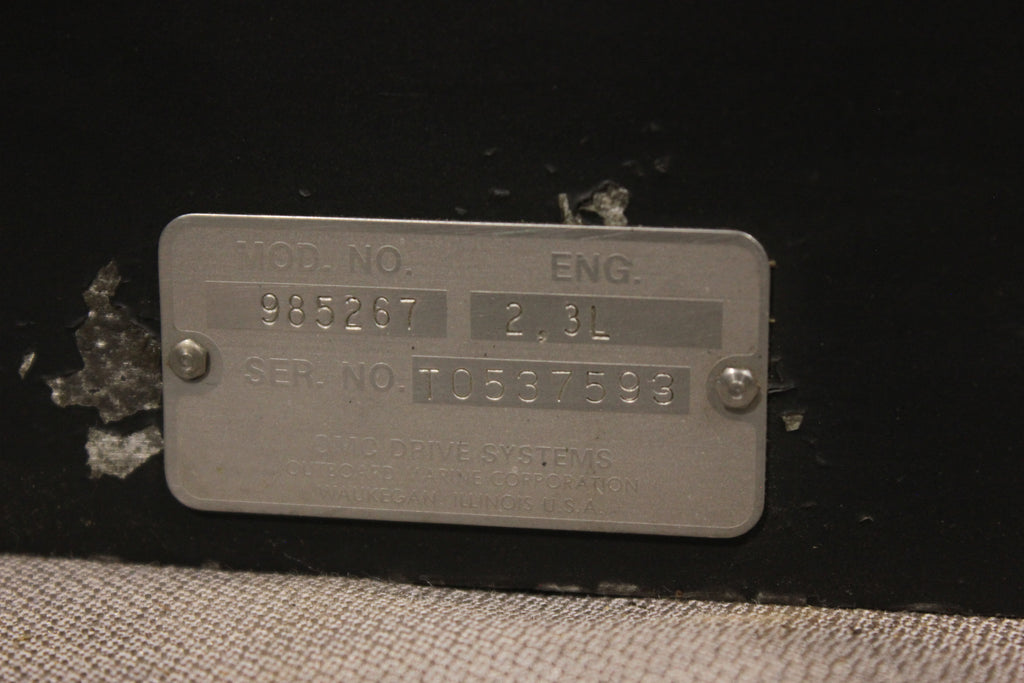 MOD. NO. ENG.
985267 2,3L
SER. NO. T0537593
OMC DRIVE SYSTEMS
OUTBOARD MARINE CORPORATION
WAUKEGAN, ILLINOIS U.S.A.